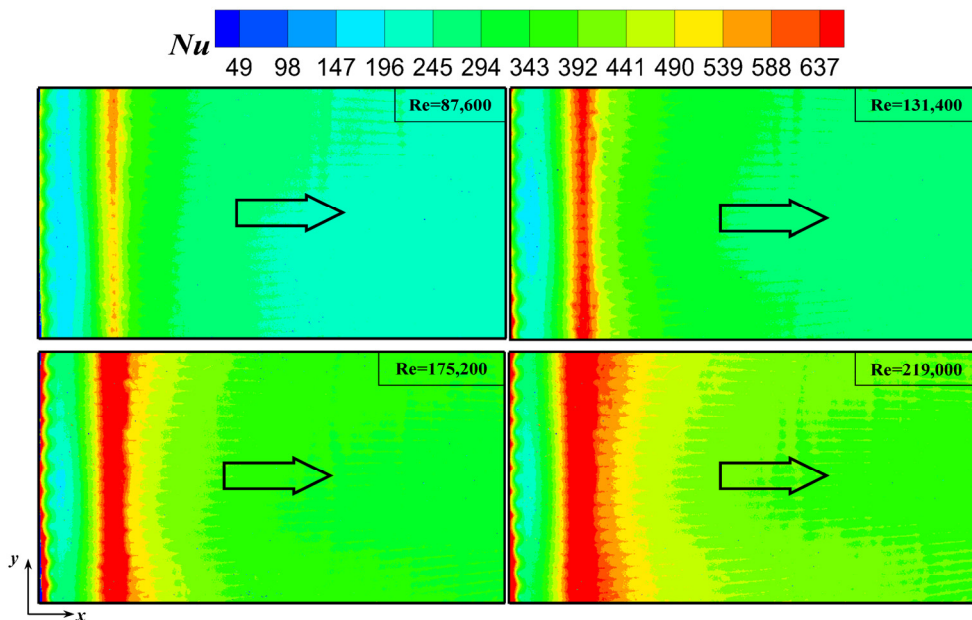 Nu
49 98 147 196 245 294 343 392 441 490 539 588 637
Re=87,600
Re=131,400
Re=175,200
Re=219,000
y
x